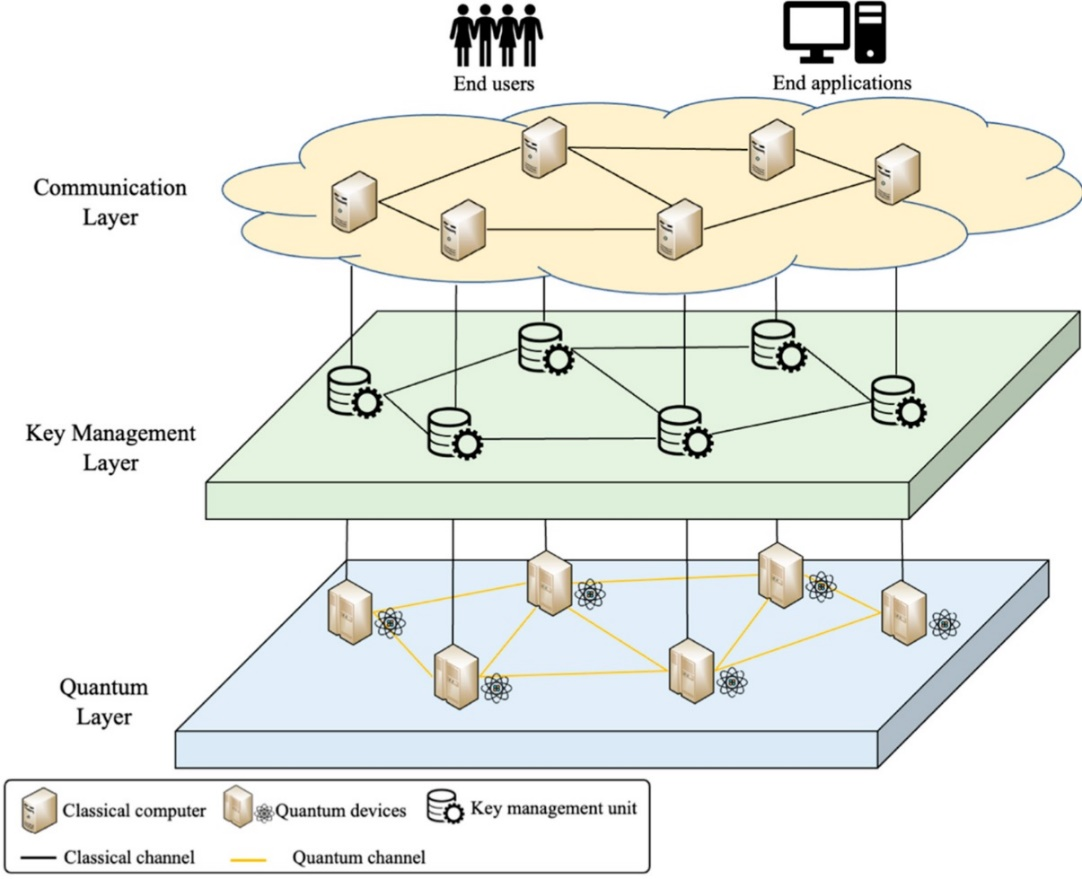 End users
End applications
Communication
Layer
Key Management
Layer
Quantum
Layer
Classical computer
Quantum devices
Key management unit
Classical channel
Quantum channel